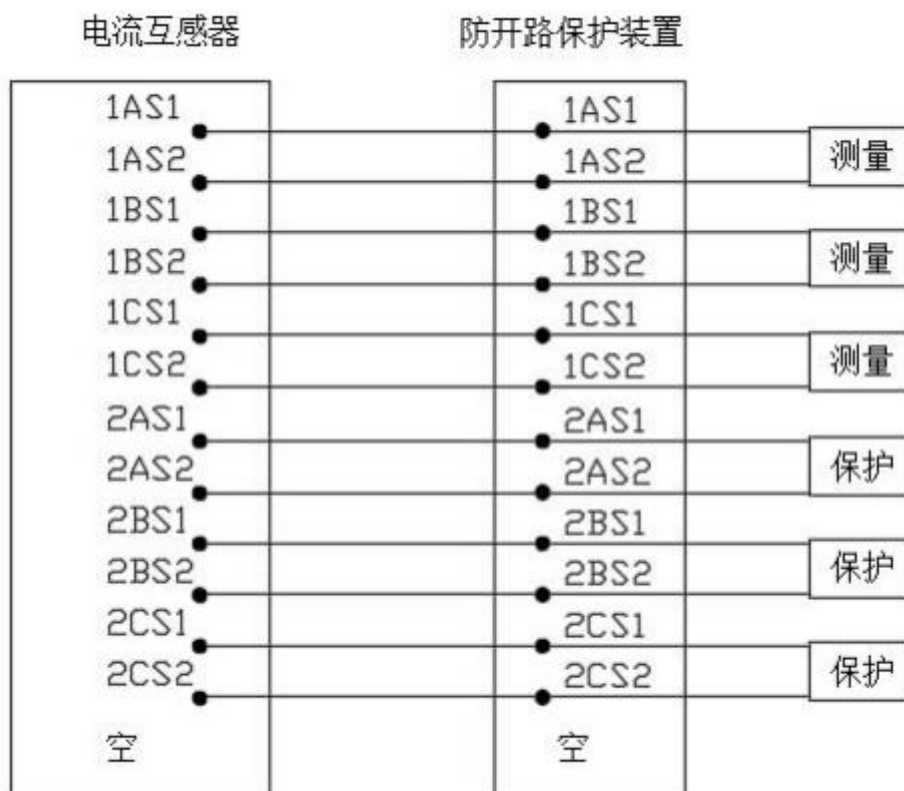 电流互感器 防开路保护装置
1AS1 1AS1
测量
1AS2 1AS2
1BS1 1BS1
测量
1BS2 1BS2
1CS1 1CS1
测量
1CS2 1CS2
2AS1 2AS1
保护
2AS2 2AS2
2BS1 2BS1
保护
2BS2 2BS2
2CS1 2CS1
保护
2CS2 2CS2
空 空